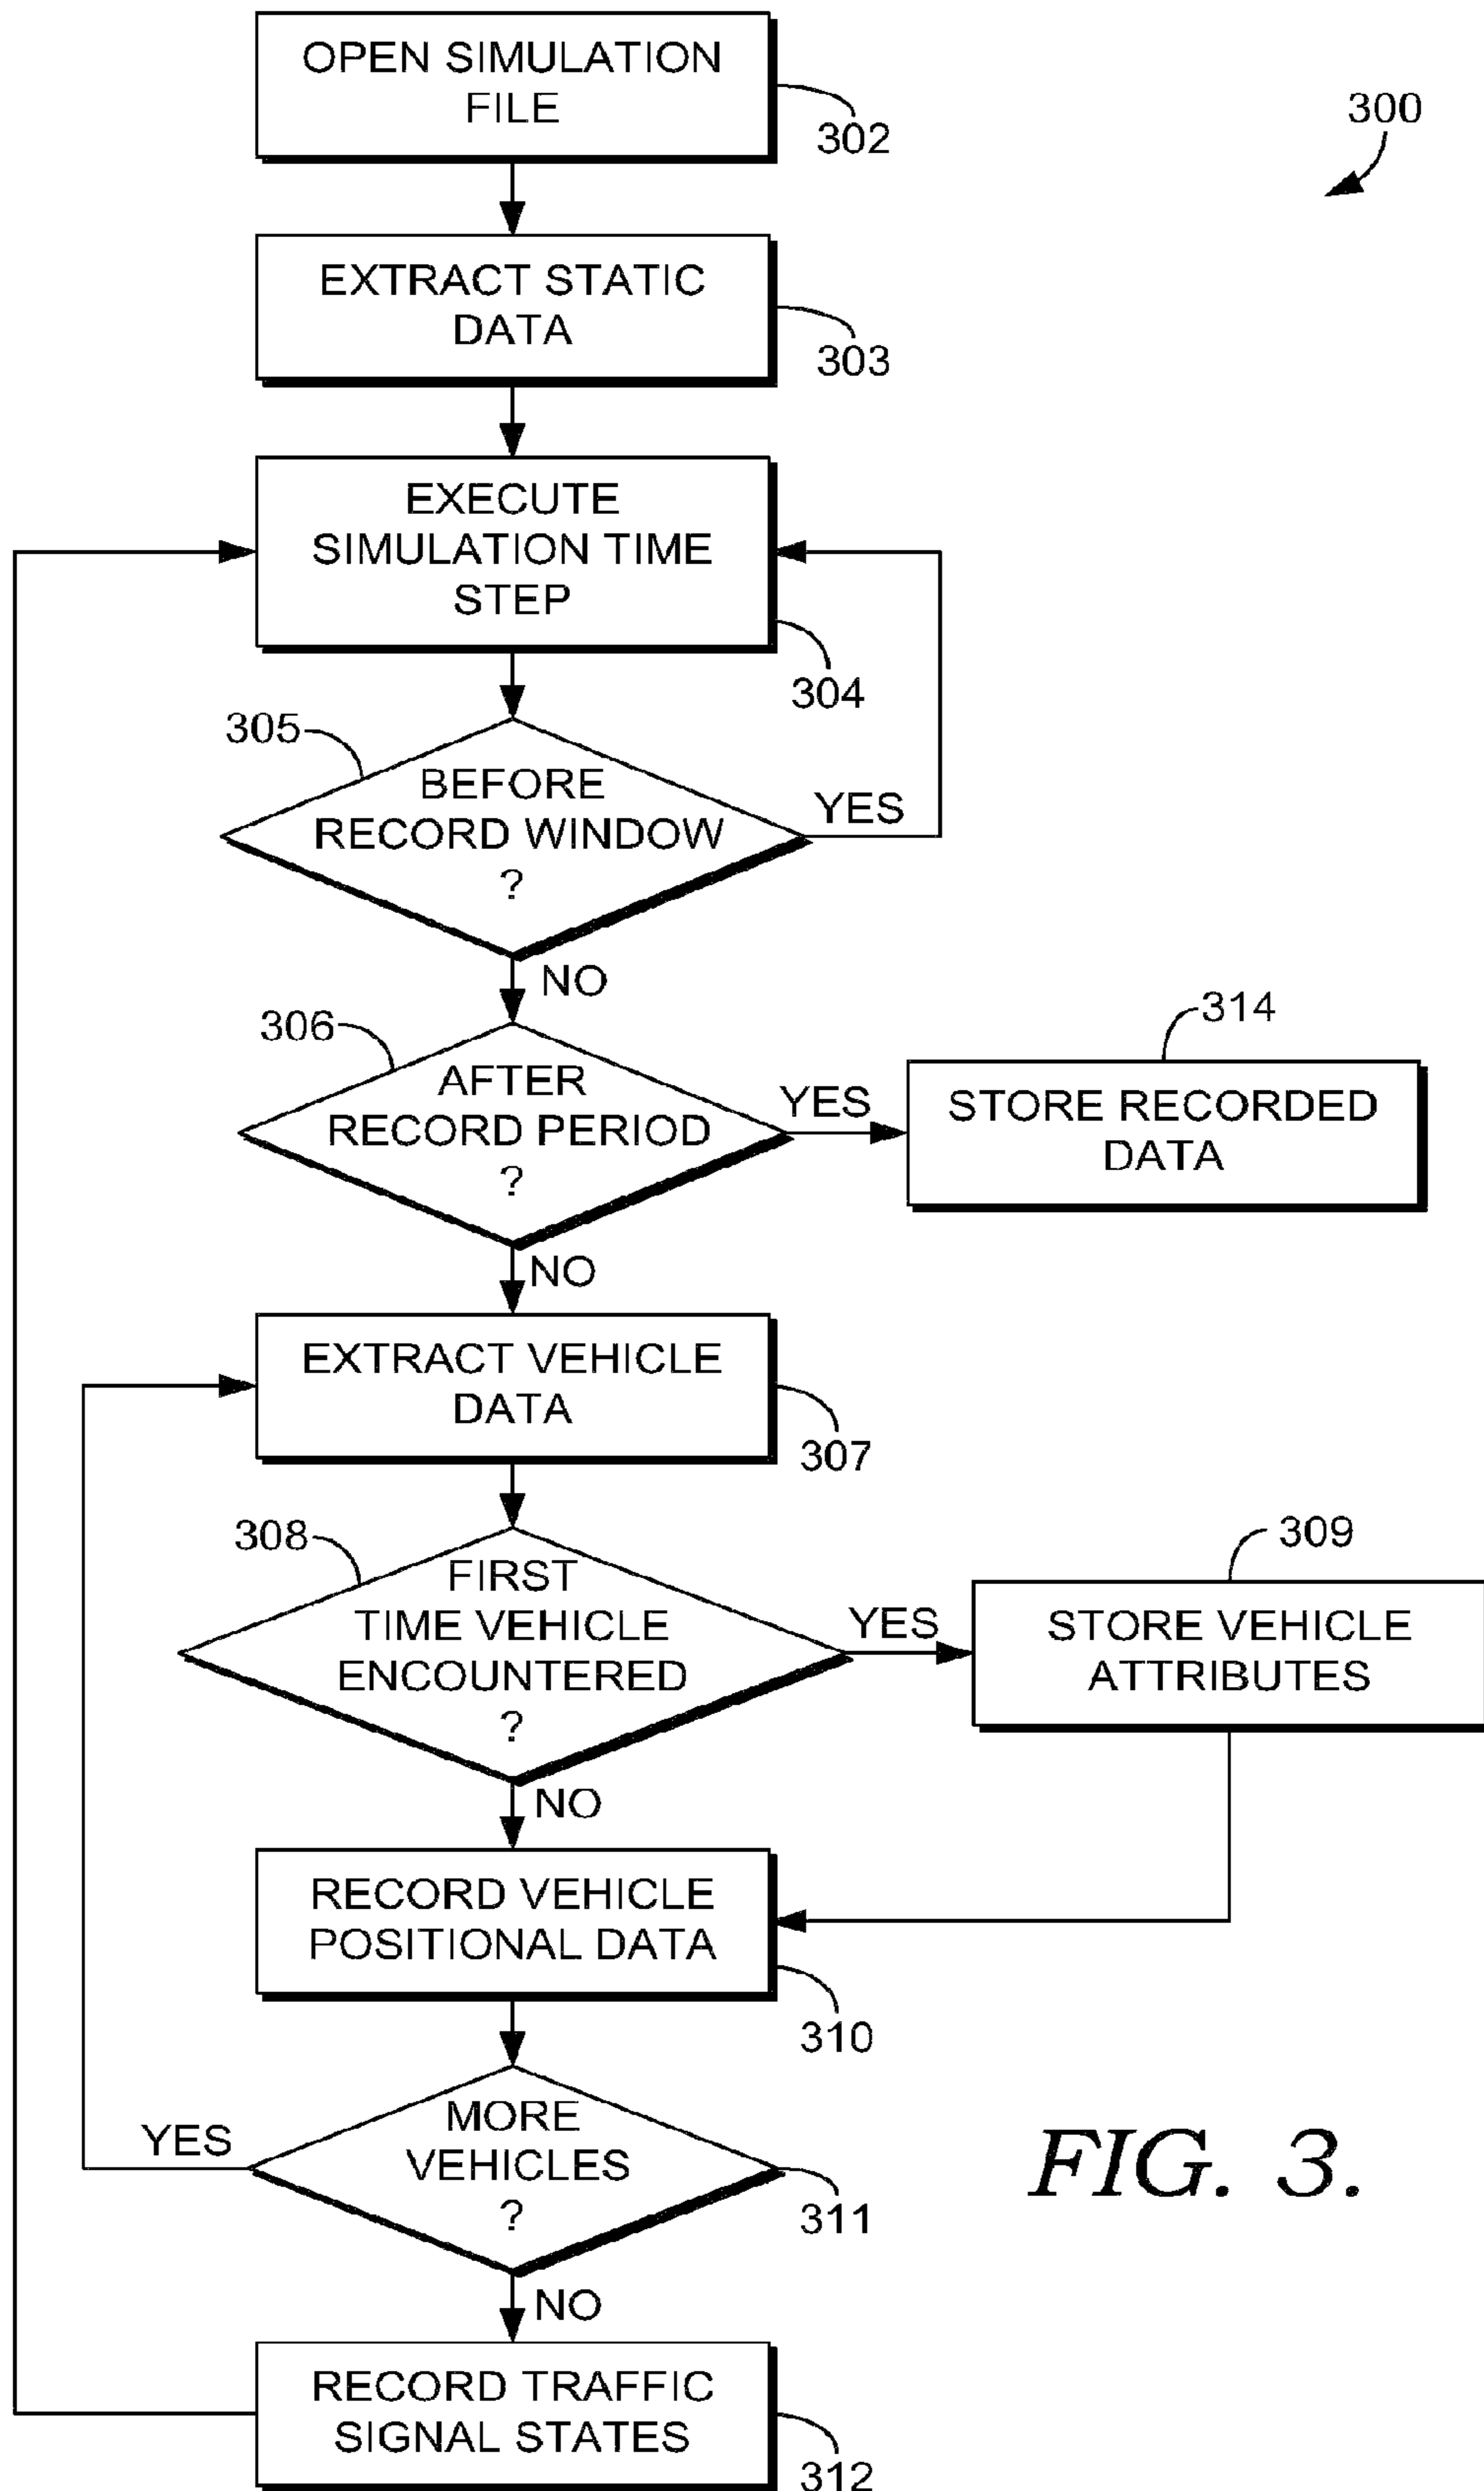 OPEN SIMULATION
FILE
302
300
EXTRACT STATIC
DATA
303
EXECUTE
SIMULATION TIME
STEP
304
305
BEFORE
RECORD WINDOW
?
YES
NO
306
AFTER
RECORD PERIOD
?
YES
314
STORE RECORDED
DATA
NO
EXTRACT VEHICLE
DATA
307
308
FIRST
TIME VEHICLE
ENCOUNTERED
?
YES
309
STORE VEHICLE
ATTRIBUTES
NO
RECORD VEHICLE
POSITIONAL DATA
310
YES
MORE
VEHICLES
?
311
FIG. 3.
NO
RECORD TRAFFIC
SIGNAL STATES
312